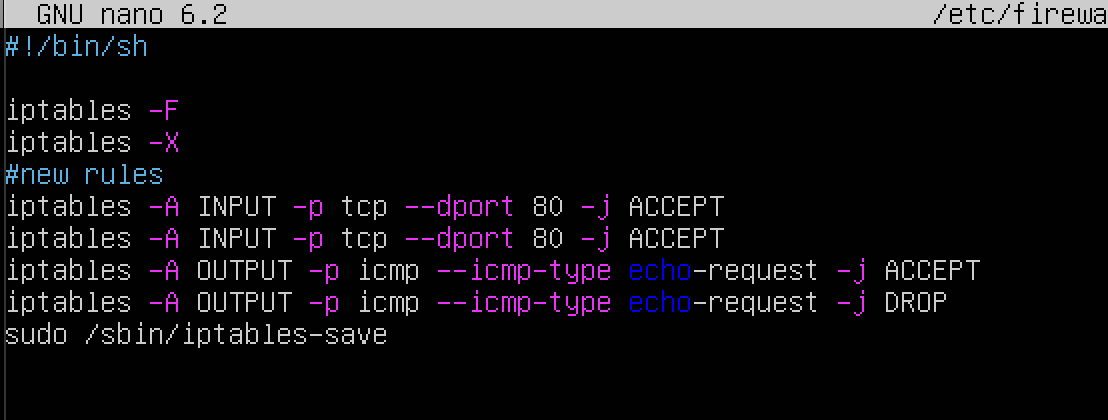 GNU nano 6.2 /etc/firewa
#!/bin/sh
iptables -F
iptables -X
#new rules
iptables -A INPUT -p tcp --dport 80 -j ACCEPT
iptables -A INPUT -p tcp --dport 80 -j ACCEPT
iptables -A OUTPUT -p icmp --icmp-type echo-request -j ACCEPT
iptables -A OUTPUT -p icmp --icmp-type echo-request -j DROP
sudo /sbin/iptables-save